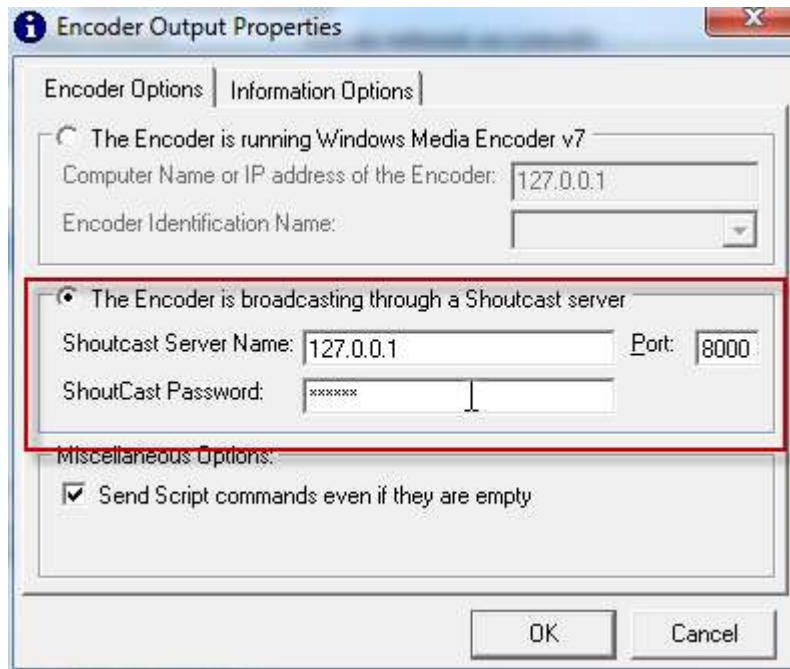 Encoder Output Properties
Encoder Options
Information Options
The Encoder is running Windows Media Encoder v7
Computer Name or IP address of the Encoder: 127.0.0.1
Encoder Identification Name:
The Encoder is broadcasting through a Shoutcast server
Shoutcast Server Name: 127.0.0.1 Port: 8000
ShoutCast Password: ******
Miscellaneous Options:
Send Script commands even if they are empty
OK Cancel